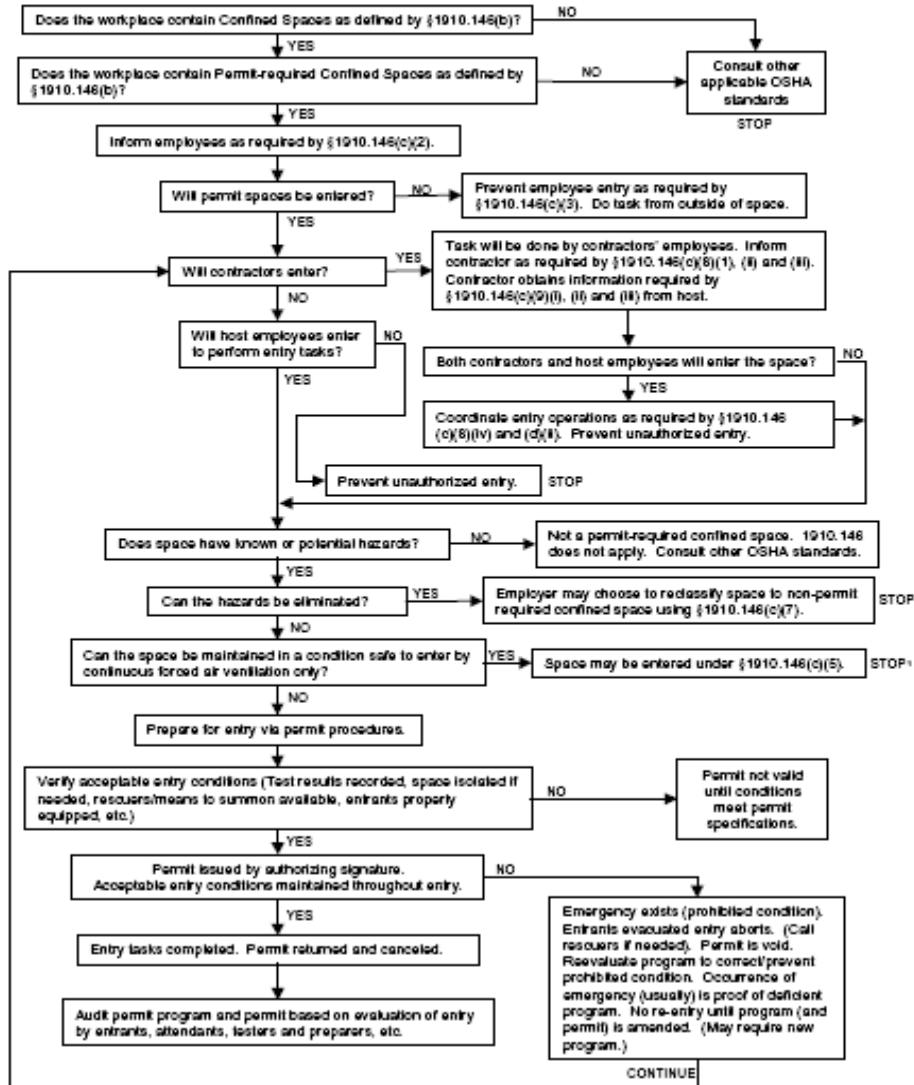 Does the workplace contain Confined Spaces as defined by §1910.146(b)?
NO
YES
Does the workplace contain Permit-required Confined Spaces as defined by
§1910.146(b)?
NO
Consult other
applicable OSHA
standards
STOP
YES
Inform employees as required by §1910.146(c)(2).
Will permit spaces be entered?
NO
Prevent employee entry as required by
§1910.146(c)(3). Do task from outside of space.
YES
Will contractors enter?
YES
Task will be done by contractors' employees. Inform
contractor as required by §1910.146(c)(8)(1), (ii) and (iii).
Contractor obtains information required by
§1910.146(c)(9)(i), (ii) and (iii) from host.
NO
Will host employees enter
to perform entry tasks?
NO
YES
Both contractors and host employees will enter the space?
NO
YES
Coordinate entry operations as required by §1910.146
(c)(8)(iv) and (d)(ii). Prevent unauthorized entry.
Prevent unauthorized entry.
STOP
Does space have known or potential hazards?
NO
Not a permit-required confined space. 1910.146
does not apply. Consult other OSHA standards.
YES
Can the hazards be eliminated?
YES
Employer may choose to reclassify space to non-permit
required confined space using §1910.146(c)(7).
STOP
NO
Can the space be maintained in a condition safe to enter by
continuous forced air ventilation only?
YES
Space may be entered under §1910.146(c)(5).
STOP¹
NO
Prepare for entry via permit procedures.
Verify acceptable entry conditions (Test results recorded, space isolated if
needed, rescuers/means to summon available, entrants properly
equipped, etc.)
NO
Permit not valid
until conditions
meet permit
specifications.
YES
Permit issued by authorizing signature.
Acceptable entry conditions maintained throughout entry.
NO
YES
Emergency exists (prohibited condition).
Entrants evacuated entry aborts. (Call
rescuers if needed). Permit is void.
Reevaluate program to correct/prevent
prohibited condition. Occurrence of
emergency (usually) is proof of deficient
program. No re-entry until program (and
permit) is amended. (May require new
program.)
Entry tasks completed. Permit returned and canceled.
Audit permit program and permit based on evaluation of entry
by entrants, attendants, testers and preparers, etc.
CONTINUE